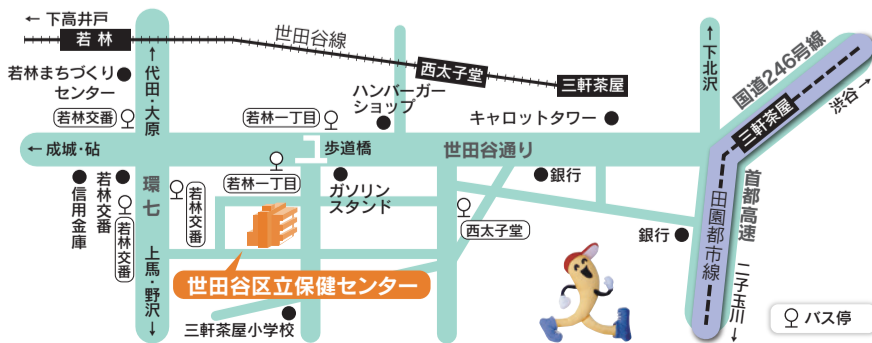 ← 下高井戸
若林
世田谷線
西太子堂
三軒茶屋
若林まちづくり
センター
↑代田・大原
ハンバーガー
ショップ
↑下北沢
国道246号線
渋谷→
三軒茶屋
若林交番
若林一丁目
キャロットタワー
← 成城・砧
歩道橋
世田谷通り
信用金庫
若林交番
若林交番
環七
若林交番
若林一丁目
ガソリン
スタンド
銀行
西太子堂
銀行
首都高速
田園都市線
上馬・野沢↓
世田谷区立保健センター
二子玉川↓
三軒茶屋小学校
バス停